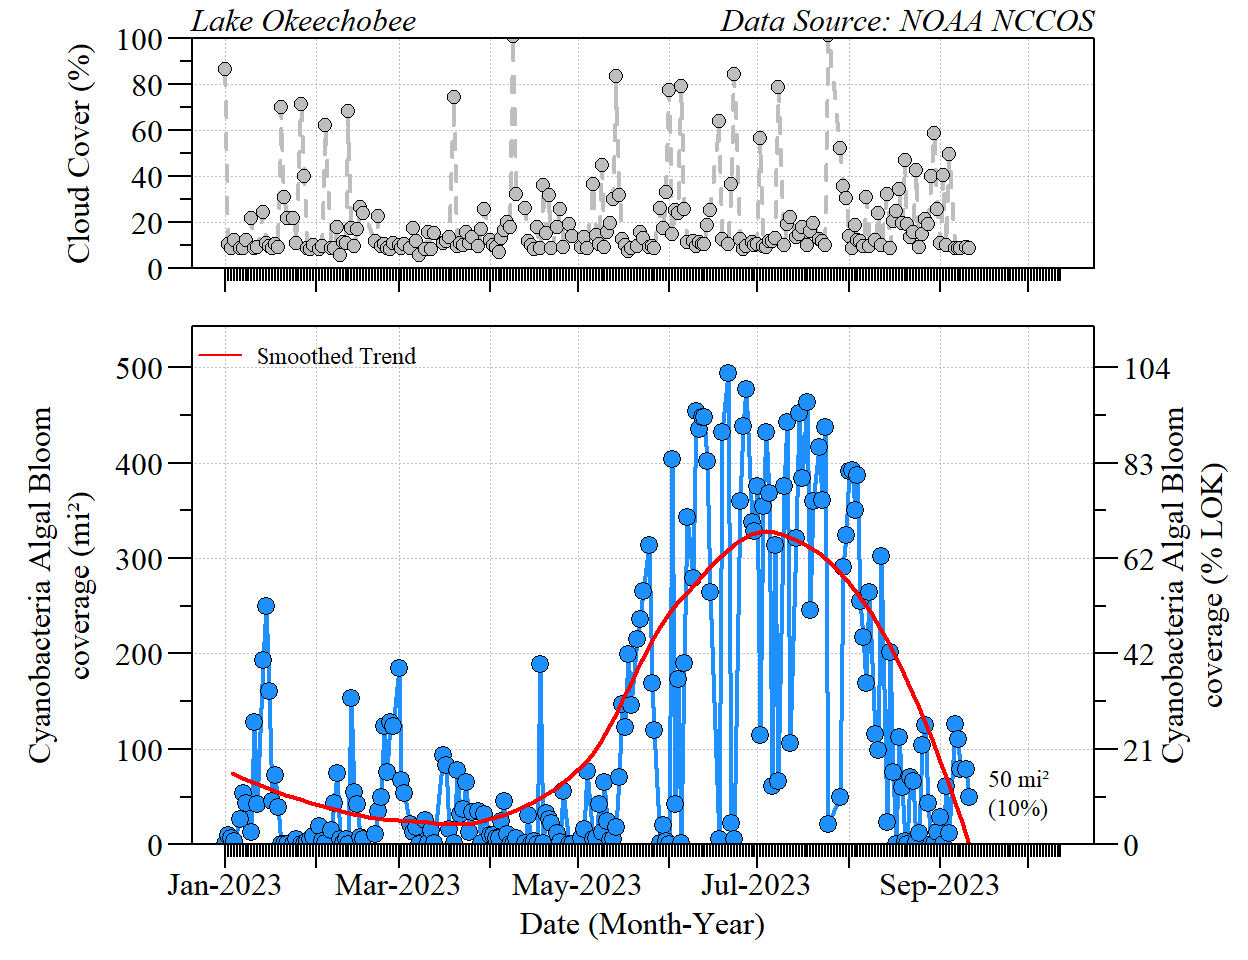 Lake Okeechobee Data Source: NOAA NCCOS
Cloud Cover (%)
100
80
60
40
20
0
Smoothed Trend
Cyanobacteria Algal Bloom
coverage (mi²)
500
400
300
200
100
0
104
83
62
42
21
0
Cyanobacteria Algal Bloom
coverage (% LOK)
50 mi²
(10%)
Jan-2023 Mar-2023 May-2023 Jul-2023 Sep-2023
Date (Month-Year)